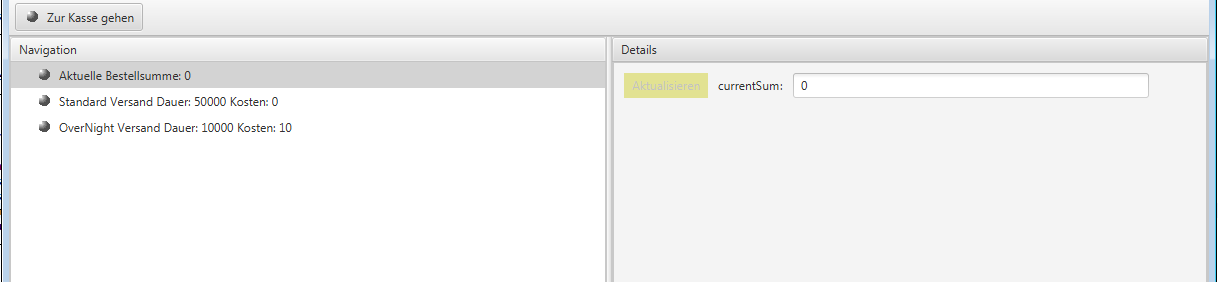 Zur Kasse gehen
Navigation
Aktuelle Bestellsumme: 0
Standard Versand Dauer: 50000 Kosten: 0
OverNight Versand Dauer: 10000 Kosten: 10
Details
Aktualisieren currentSum: 0